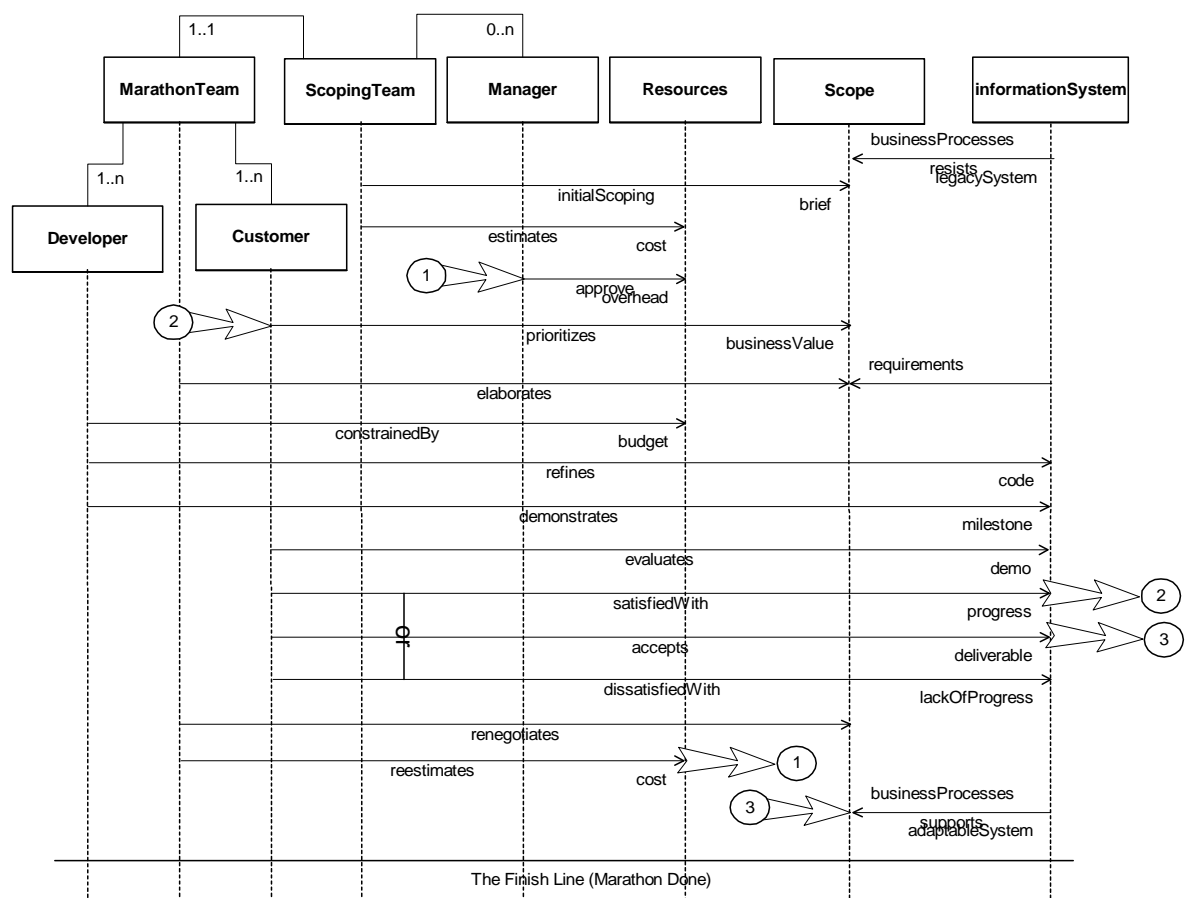 1..1
0..n
MarathonTeam
ScopingTeam
Manager
Resources
Scope
informationSystem
businessProcesses
resists
legacySystem
1..n
1..n
initialScoping
brief
Developer
Customer
estimates
cost
1
approve
overhead
2
prioritizes
businessValue
requirements
elaborates
constrainedBy
budget
refines
code
demonstrates
milestone
evaluates
demo
satisfiedWith
progress
2
or
accepts
deliverable
3
dissatisfiedWith
lackOfProgress
renegotiates
reestimates
cost
1
3
businessProcesses
supports
adaptableSystem
The Finish Line (Marathon Done)